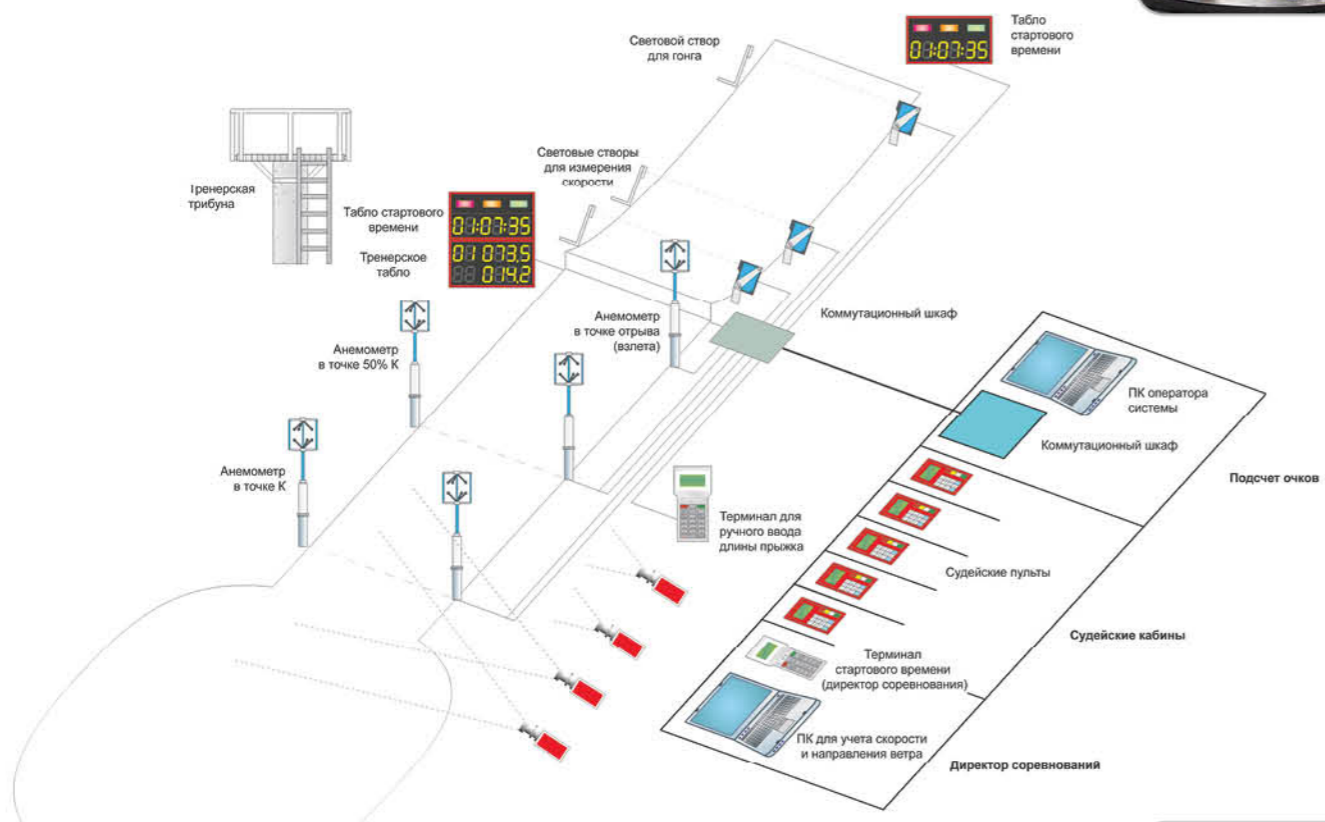 Табло
стартового
времени
01:07:35
Световой створ
для гонга
Световые створы
для измерения
скорости
Тренерская
трибуна
Табло стартового
времени
01:07:35
Тренерское
табло
01 073,5
014,2
Анемометр
в точке отрыва
(взлета)
Коммутационный шкаф
Анемометр
в точке 50% К
Анемометр
в точке К
ПК оператора
системы
Коммутационный шкаф
Подсчет очков
Терминал для
ручного ввода
длины прыжка
Судейские пульты
Судейские кабины
Терминал
стартового времени
(директор соревнования)
ПК для учета скорости
и направления ветра
Директор соревнований